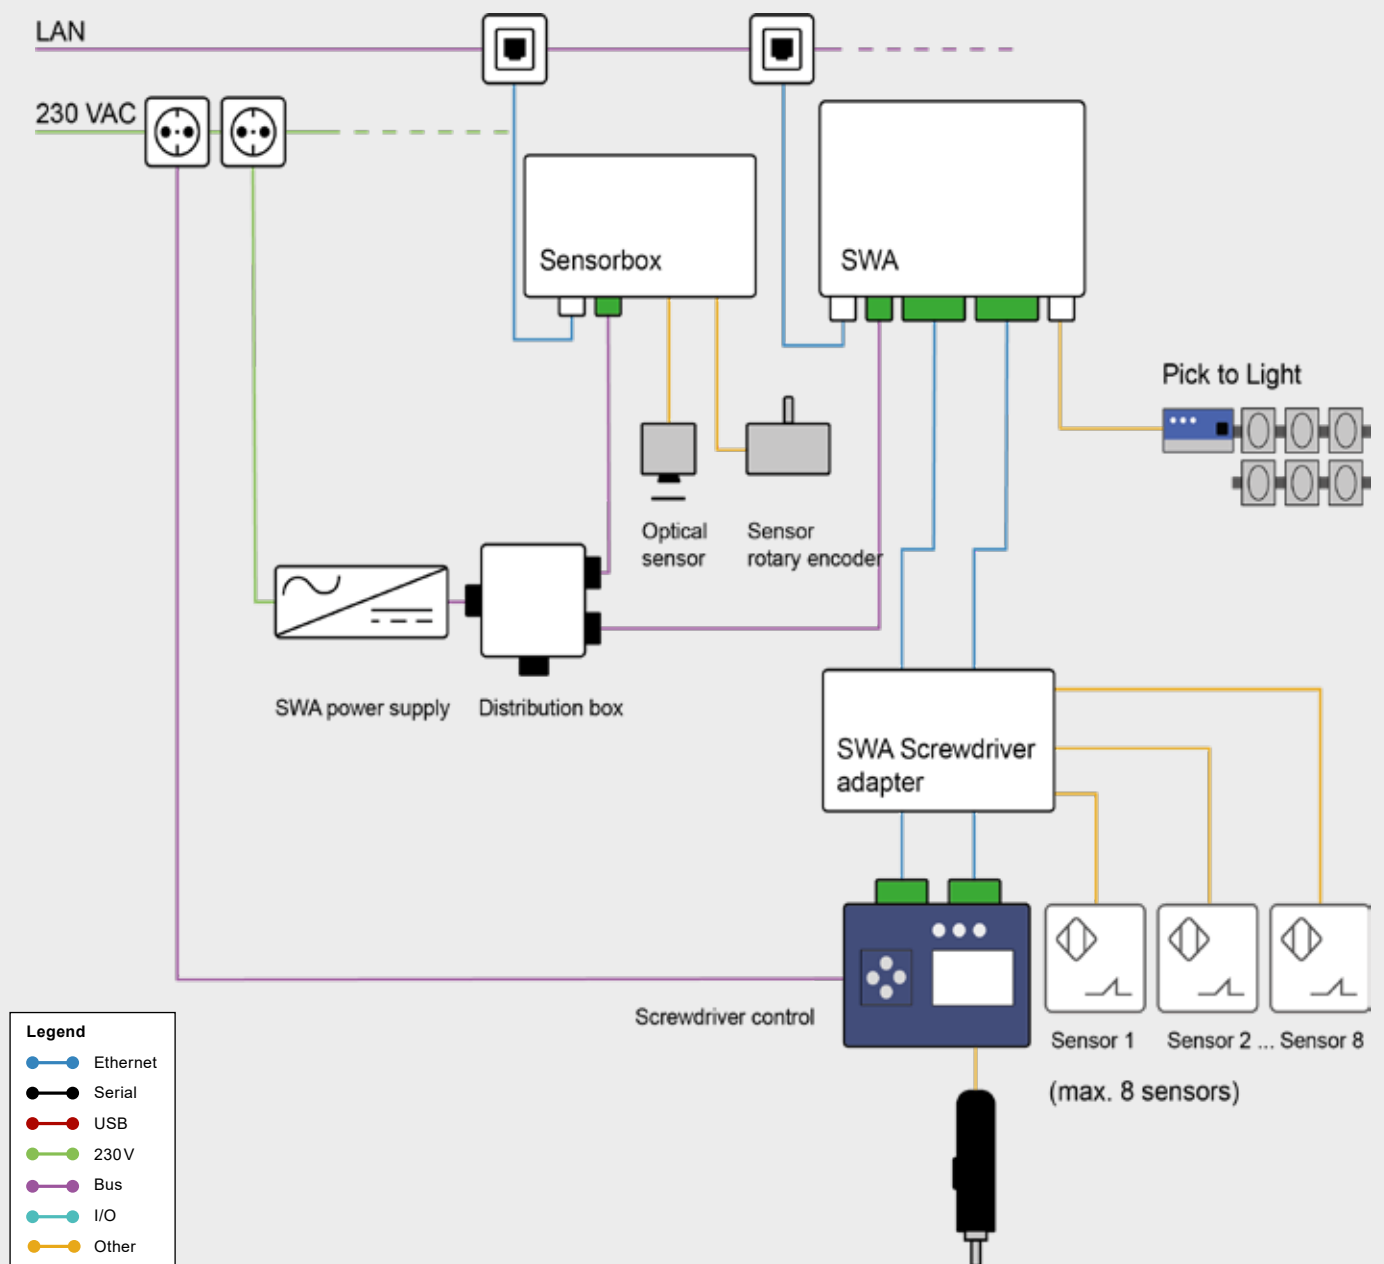 LAN
230 VAC
Sensorbox
SWA
Pick to Light
Optical
sensor
Sensor
rotary encoder
SWA power supply
Distribution box
SWA Screwdriver
adapter
Screwdriver control
Sensor 1
Sensor 2 ... Sensor 8
(max. 8 sensors)
Legend
Ethernet
Serial
USB
230 V
Bus
I/O
Other